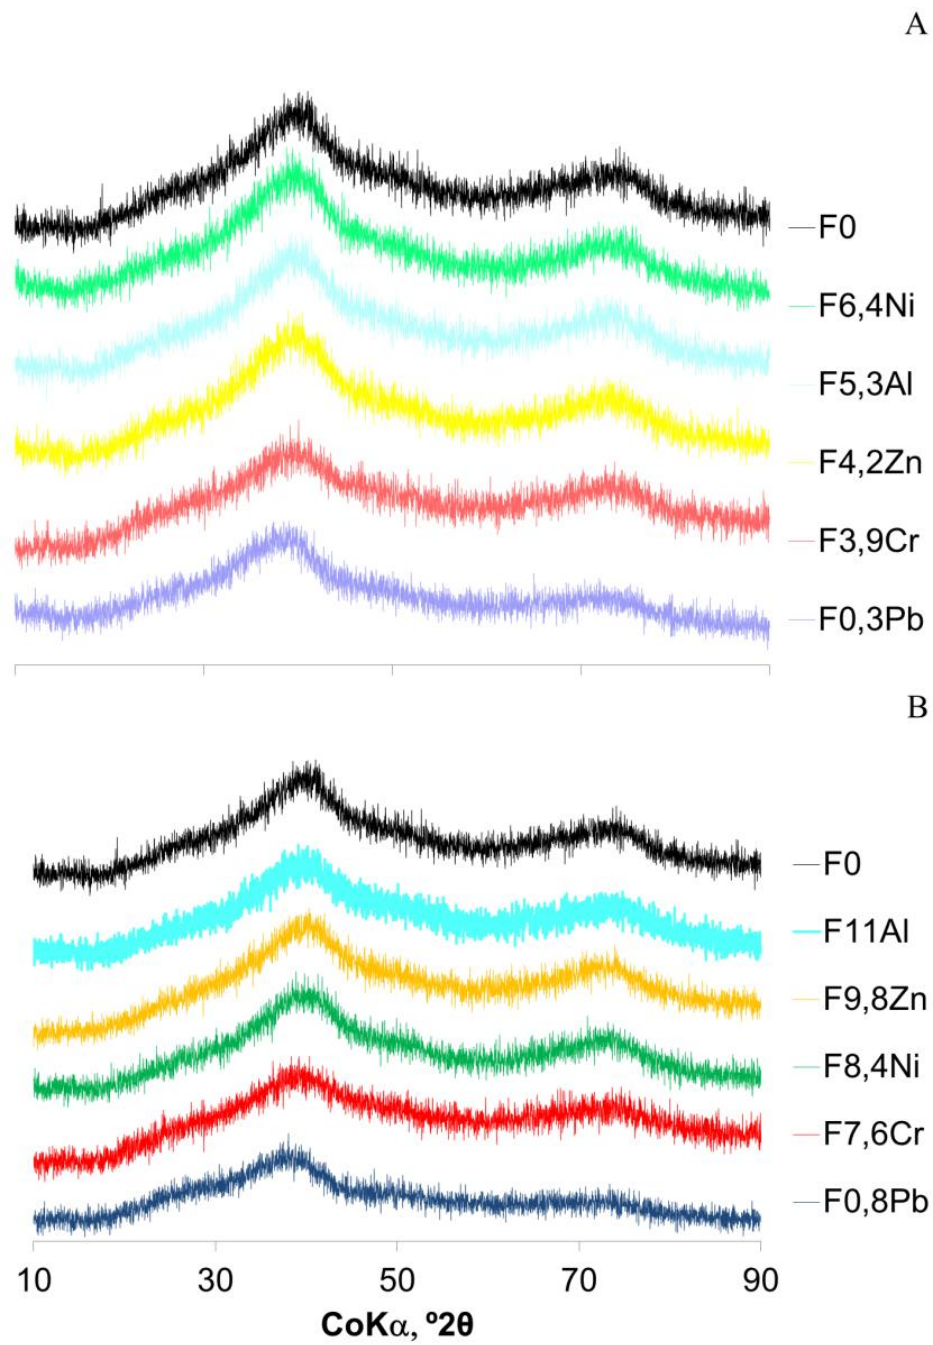 A
F0
F6,4Ni
F5,3Al
F4,2Zn
F3,9Cr
F0,3Pb
B
F0
F11Al
F9,8Zn
F8,4Ni
F7,6Cr
F0,8Pb
10 30 50 70 90
CoKα, º2θ